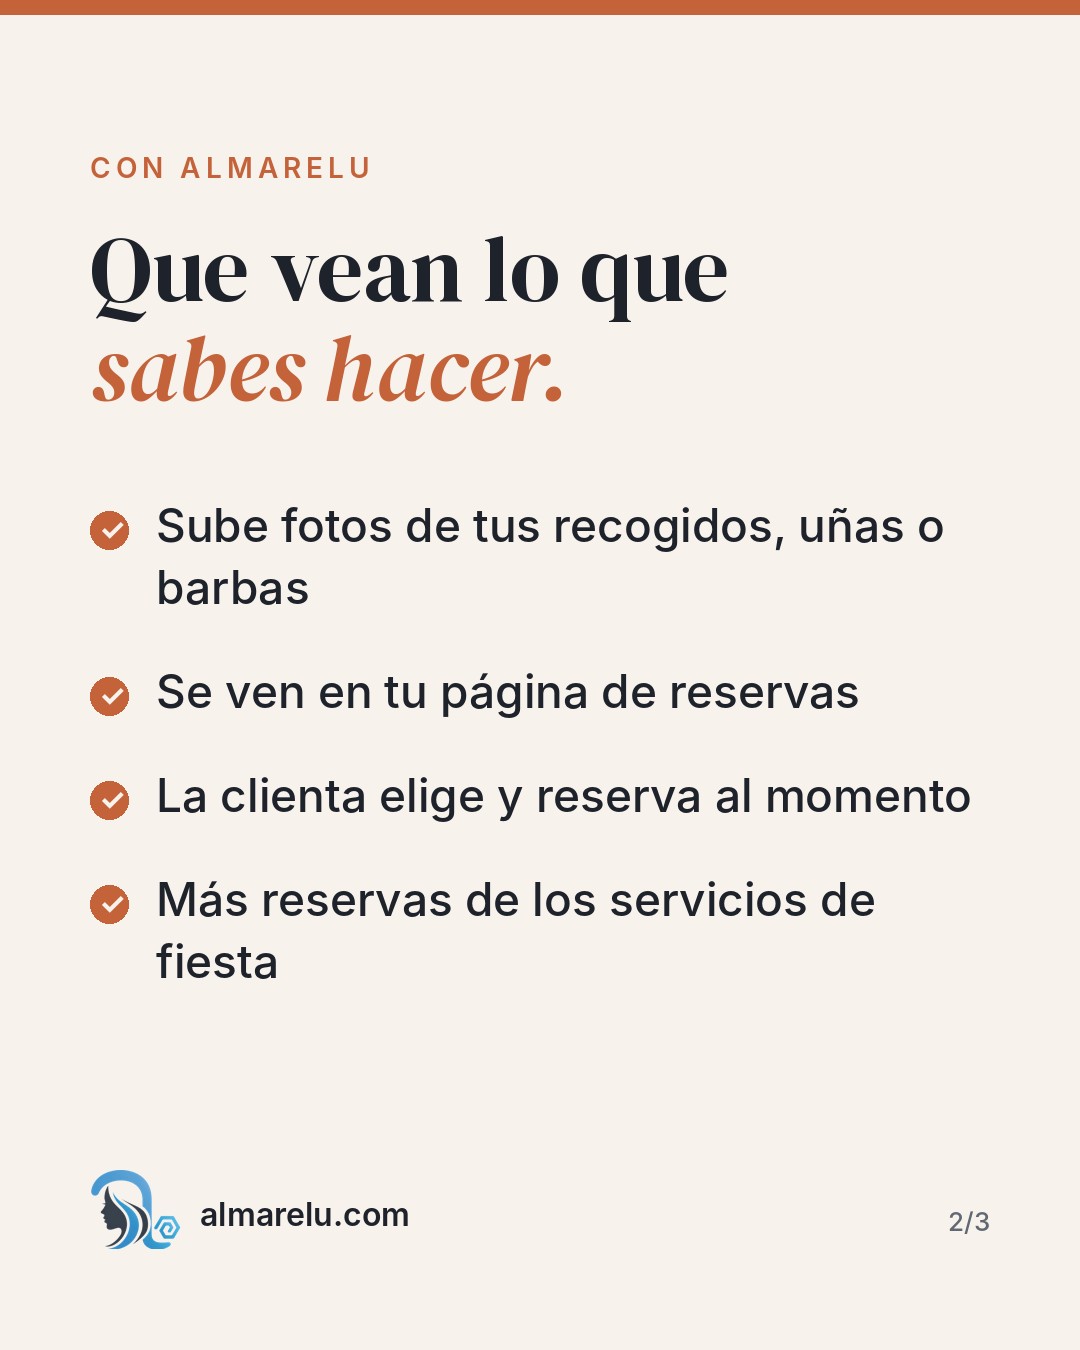 CON ALMARELU
Que vean lo que
sabes hacer.
Sube fotos de tus recogidos, uñas o
barbas
Se ven en tu página de reservas
La clienta elige y reserva al momento
Más reservas de los servicios de
fiesta
almarelu.com
2/3